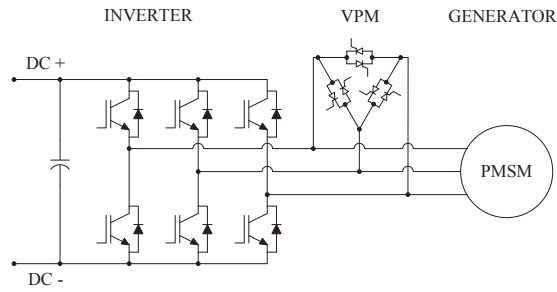 INVERTER VPM GENERATOR
DC +
PMSM
DC -